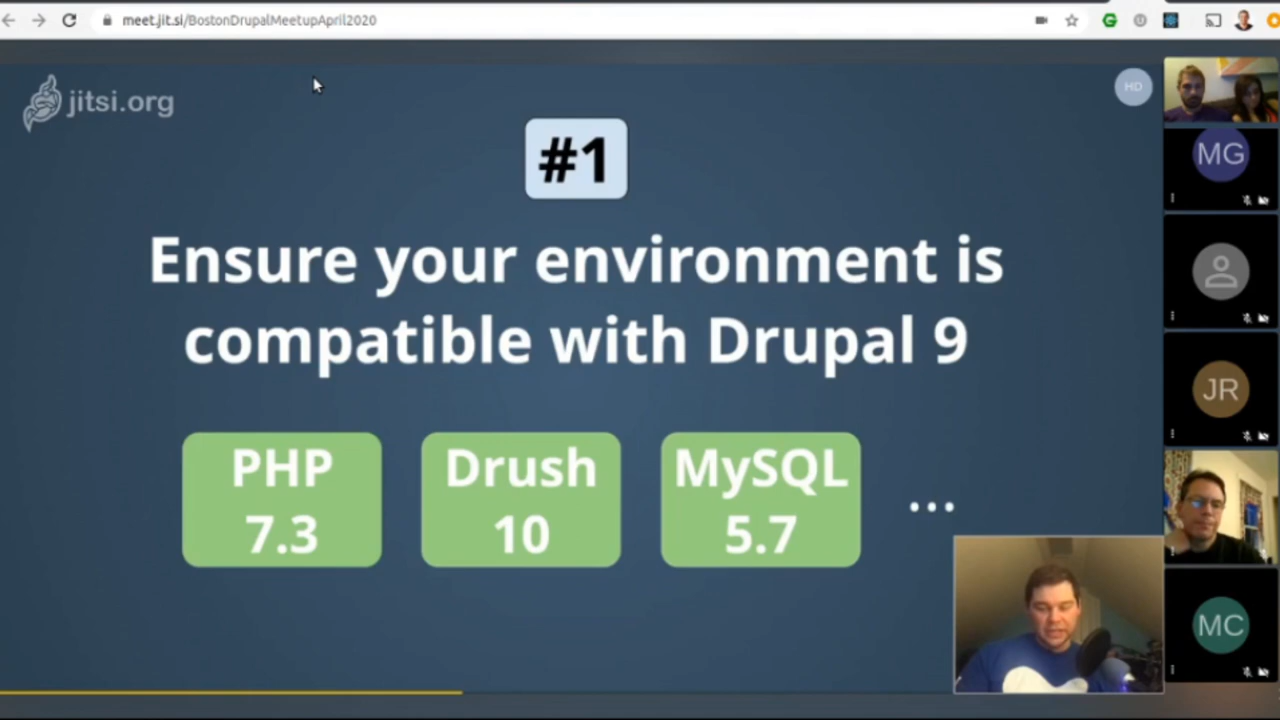 meet.jit.si/BostonDrupalMeetupApril2020
jitsi.org
HD
#1
Ensure your environment is
compatible with Drupal 9
PHP
7.3
Drush
10
MySQL
5.7
...
MG
JR
MC